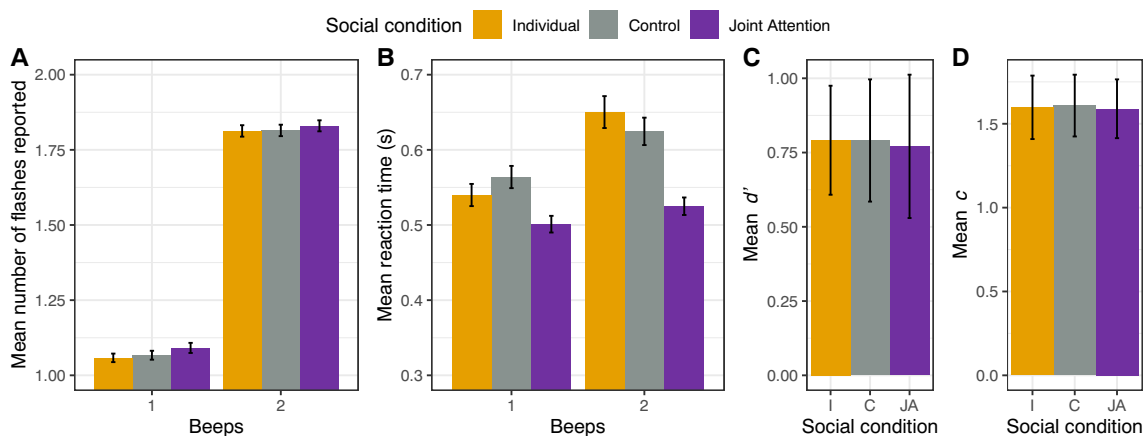 Social condition Individual Control Joint Attention
A
Mean number of flashes reported
2.00
1.75
1.50
1.25
1.00
1 2
Beeps
B
Mean reaction time (s)
0.7
0.6
0.5
0.4
0.3
1 2
Beeps
C
Mean d'
1.00
0.75
0.50
0.25
0.00
I C JA
Social condition
D
Mean c
1.5
1.0
0.5
0.0
I C JA
Social condition